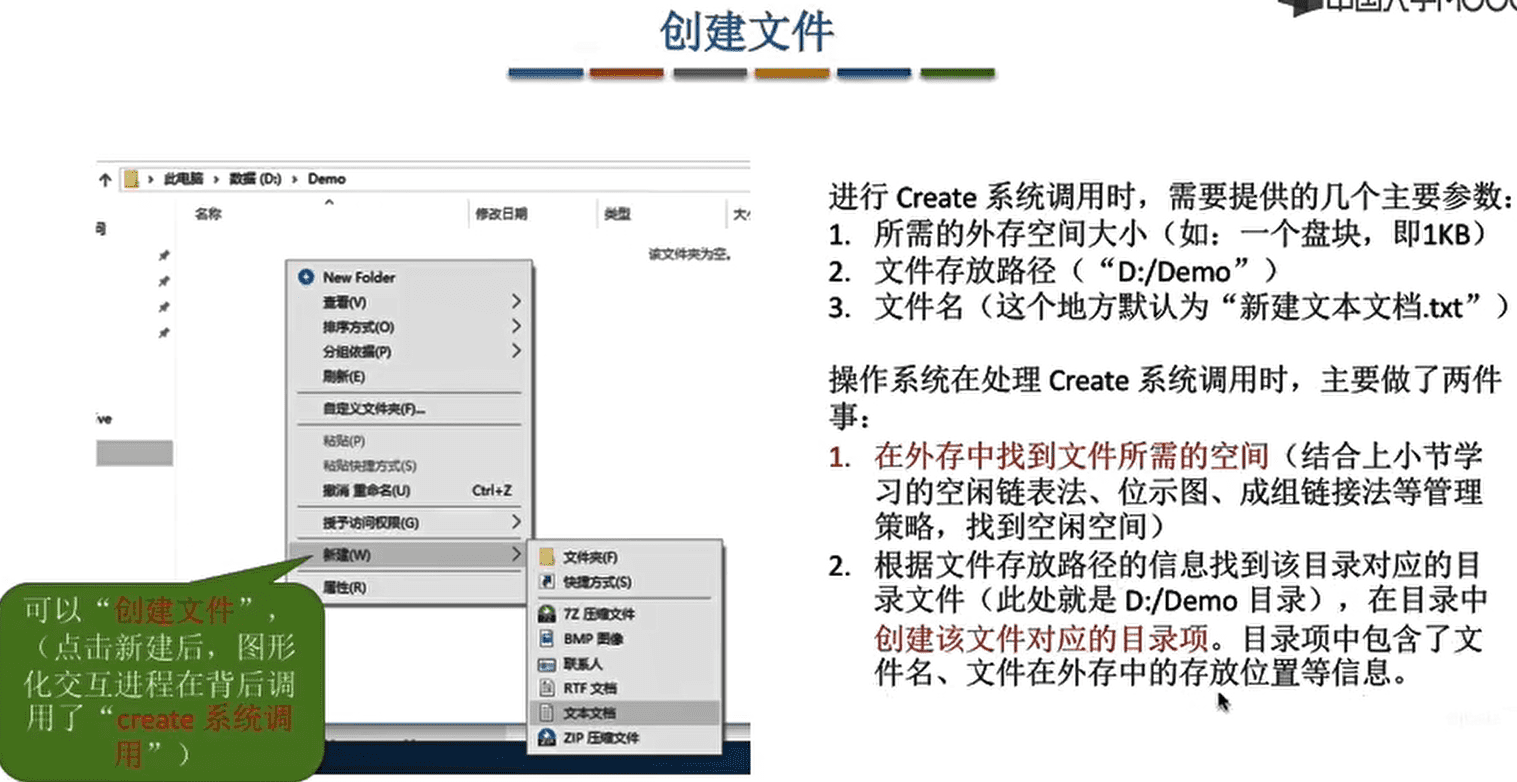 中国大学MOOC
创建文件
此电脑 › 数据 (D:) › Demo
名称
修改日期
类型
该文件夹为空。
New Folder
查看(V)
排序方式(O)
分组依据(P)
刷新(E)
自定义文件夹(F)...
粘贴(P)
粘贴快捷方式(S)
撤消 重命名(U) Ctrl+Z
授予访问权限(G)
新建(W)
属性(R)
文件夹(F)
快捷方式(S)
7Z 压缩文件
BMP 图像
联系人
RTF 文档
文本文档
ZIP 压缩文件
可以“创建文件”，
（点击新建后，图形
化交互进程在背后调
用了“create 系统调
用”）
进行 Create 系统调用时，需要提供的几个主要参数：
1. 所需的外存空间大小（如：一个盘块，即1KB）
2. 文件存放路径（“D:/Demo”）
3. 文件名（这个地方默认为“新建文本文档.txt”）
操作系统在处理 Create 系统调用时，主要做了两件
事：
1. 在外存中找到文件所需的空间（结合上小节学
习的空闲链表法、位示图、成组链接法等管理
策略，找到空闲空间）
2. 根据文件存放路径的信息找到该目录对应的目
录文件（此处就是 D:/Demo 目录），在目录中
创建该文件对应的目录项。目录项中包含了文
件名、文件在外存中的存放位置等信息。